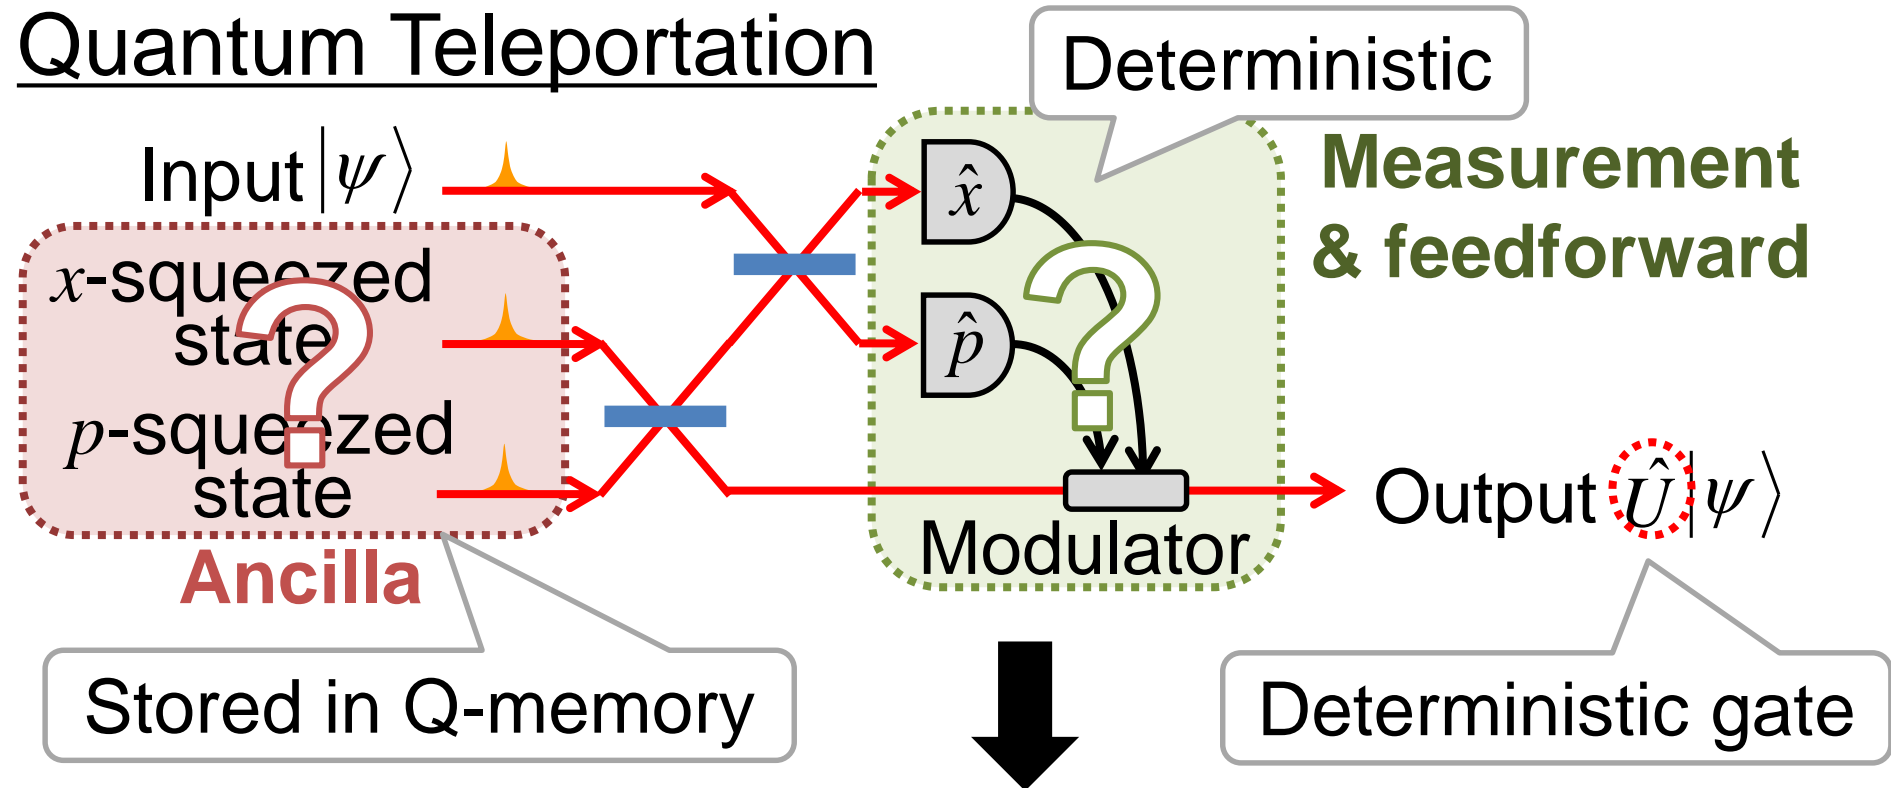 Quantum Teleportation
Deterministic
Input |ψ⟩
x̂
Measurement
& feedforward
x-squeezed
state
?
?
p̂
p-squeezed
state
Output Û|ψ⟩
Modulator
Ancilla
Stored in Q-memory
Deterministic gate